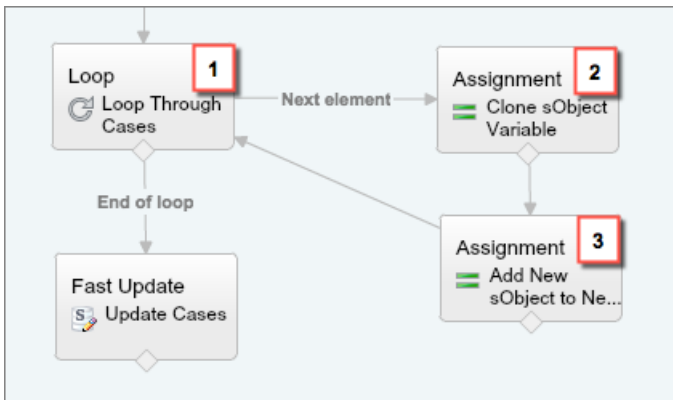 Loop
1
Loop Through
Cases
Next element
Assignment
2
Clone sObject
Variable
End of loop
Assignment
3
Add New
sObject to Ne...
Fast Update
S
Update Cases